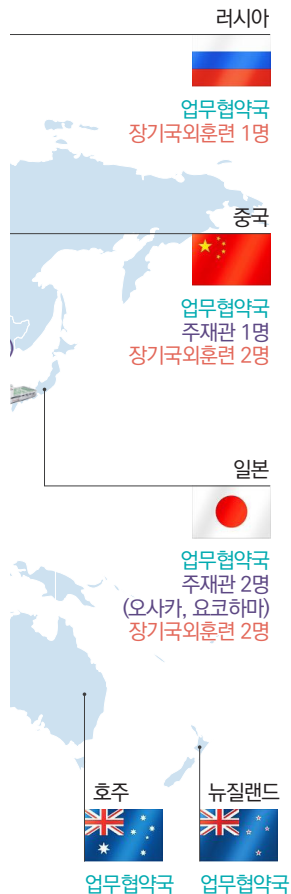 러시아
업무협약국
장기국외훈련 1명
중국
업무협약국
주재관 1명
장기국외훈련 2명
일본
업무협약국
주재관 2명
(오사카, 요코하마)
장기국외훈련 2명
호주
업무협약국
뉴질랜드
업무협약국